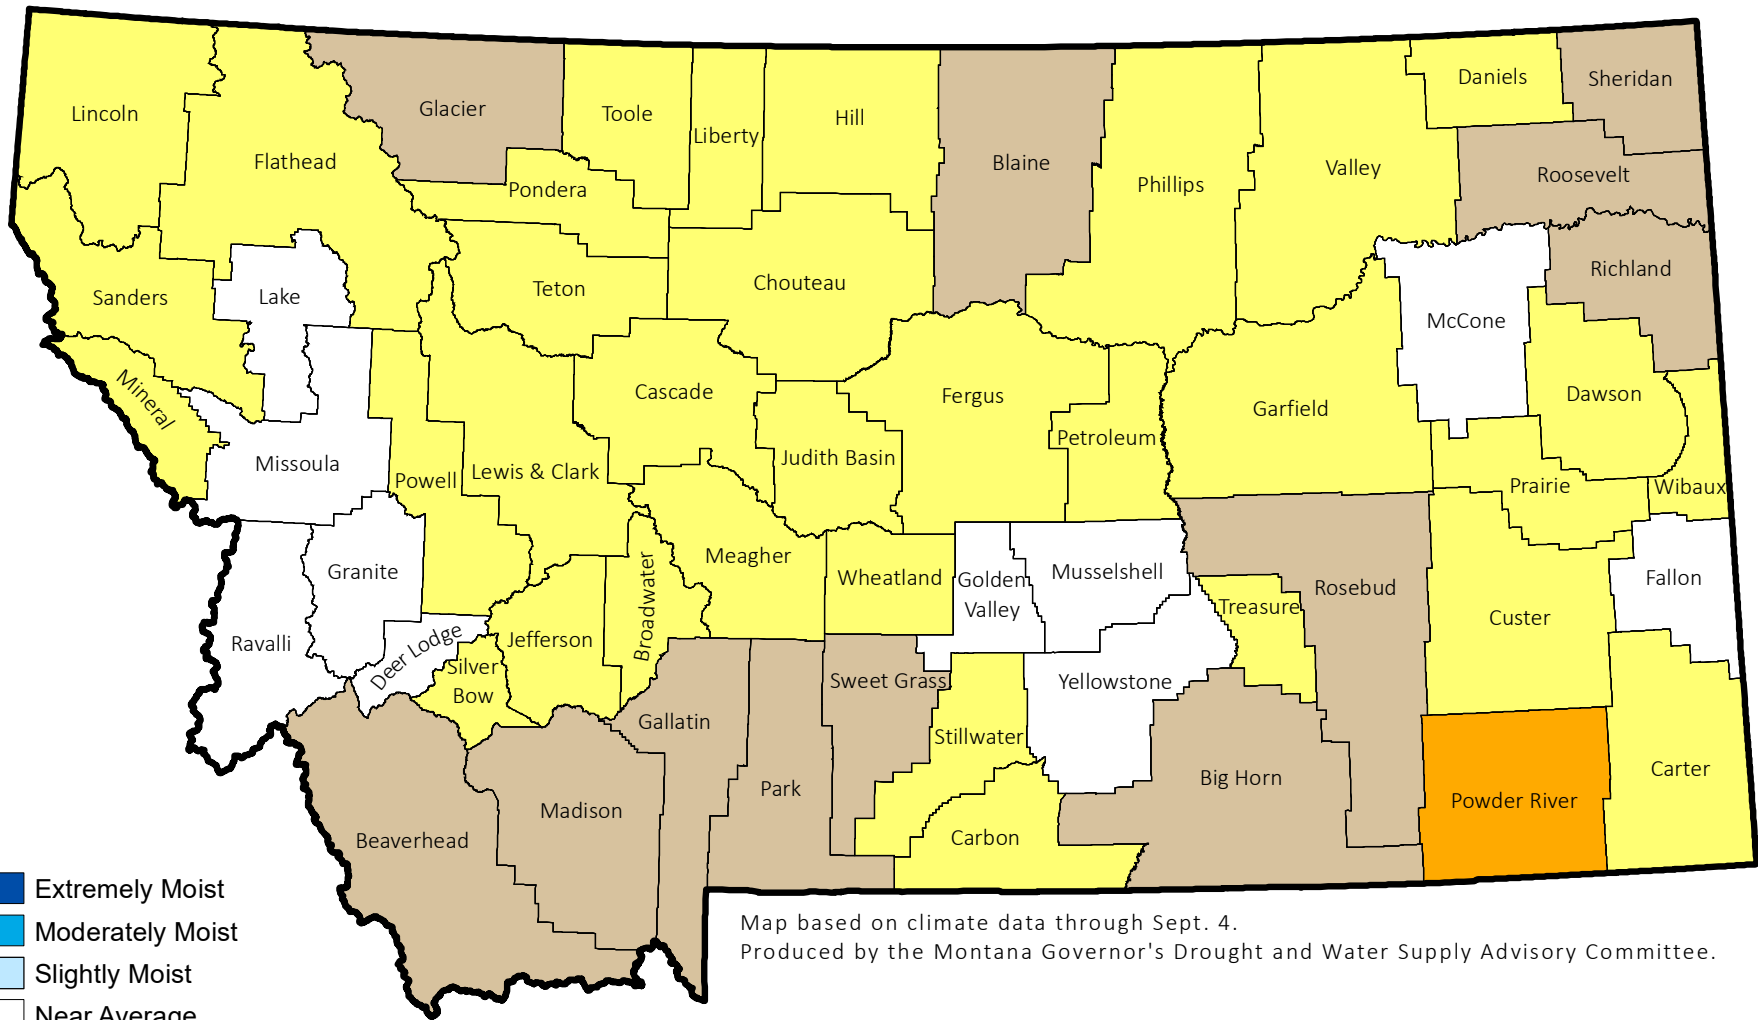 Lincoln
Flathead
Glacier
Toole
Liberty
Hill
Blaine
Phillips
Valley
Daniels
Sheridan
Roosevelt
Pondera
Sanders
Lake
Teton
Chouteau
McCone
Richland
Mineral
Missoula
Powell
Lewis & Clark
Cascade
Judith Basin
Fergus
Petroleum
Garfield
Dawson
Prairie
Wibaux
Ravalli
Granite
Deer Lodge
Silver
Bow
Jefferson
Broadwater
Meagher
Wheatland
Golden
Valley
Musselshell
Treasure
Rosebud
Custer
Fallon
Beaverhead
Madison
Gallatin
Park
Sweet Grass
Stillwater
Yellowstone
Carbon
Big Horn
Powder River
Carter
Extremely Moist
Moderately Moist
Slightly Moist
Near Average
Map based on climate data through Sept. 4.
Produced by the Montana Governor's Drought and Water Supply Advisory Committee.